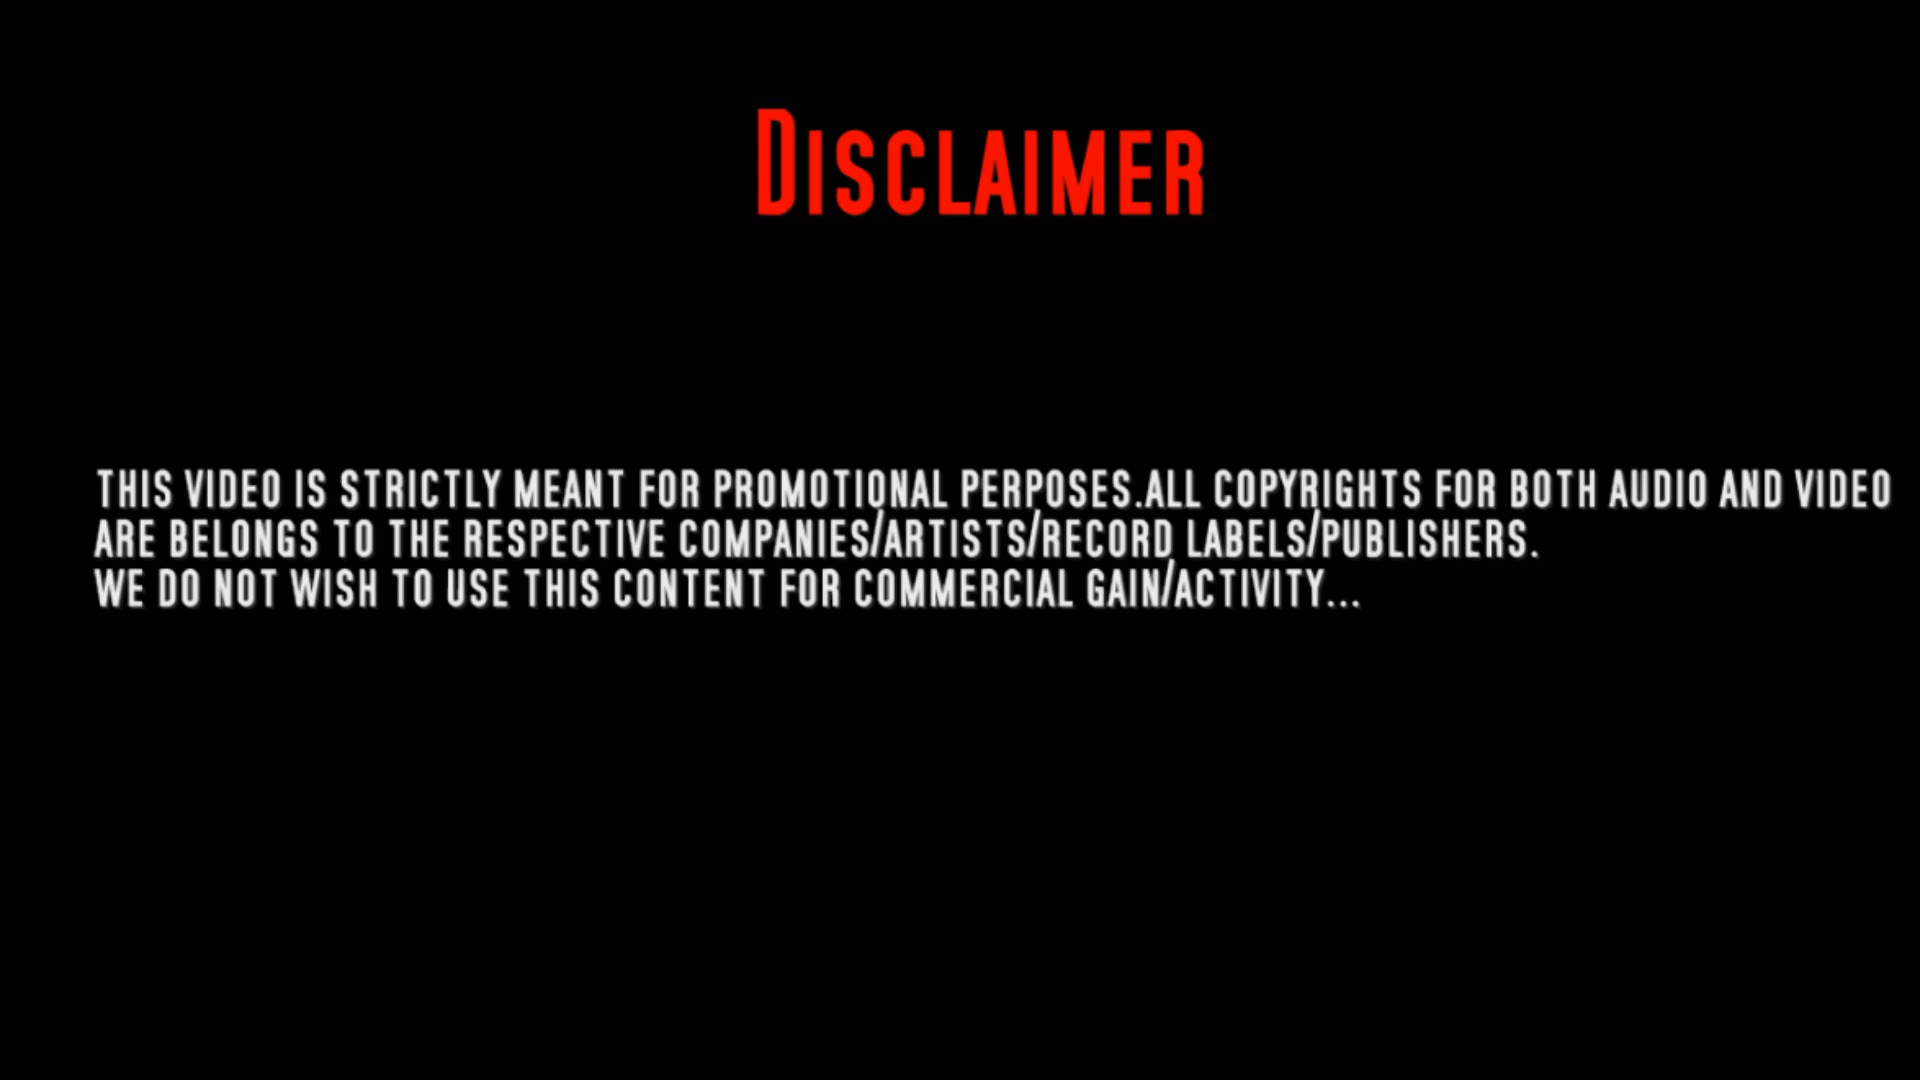 Disclaimer
THIS VIDEO IS STRICTLY MEANT FOR PROMOTIONAL PERPOSES.ALL COPYRIGHTS FOR BOTH AUDIO AND VIDEO
ARE BELONGS TO THE RESPECTIVE COMPANIES/ARTISTS/RECORD LABELS/PUBLISHERS.
WE DO NOT WISH TO USE THIS CONTENT FOR COMMERCIAL GAIN/ACTIVITY...